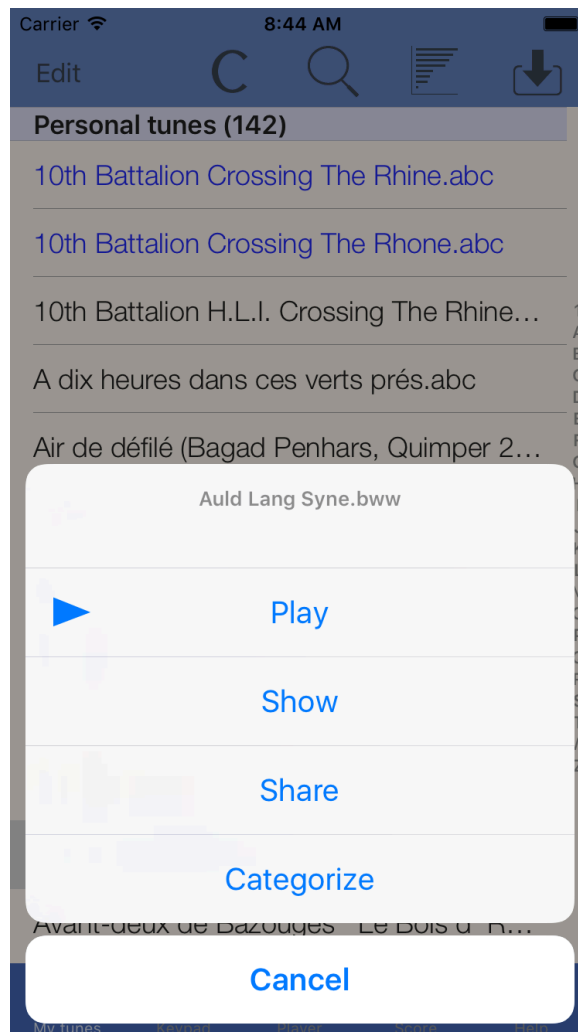 Carrier 8:44 AM
Edit C
Personal tunes (142)
10th Battalion Crossing The Rhine.abc
10th Battalion Crossing The Rhone.abc
10th Battalion H.L.I. Crossing The Rhine...
A dix heures dans ces verts prés.abc
Air de défilé (Bagad Penhars, Quimper 2...
Auld Lang Syne.bww
Play
Show
Share
Categorize
Avant-deux de Bazouges Le Bois d R...
Cancel
My tunes Keypad Player Score Help